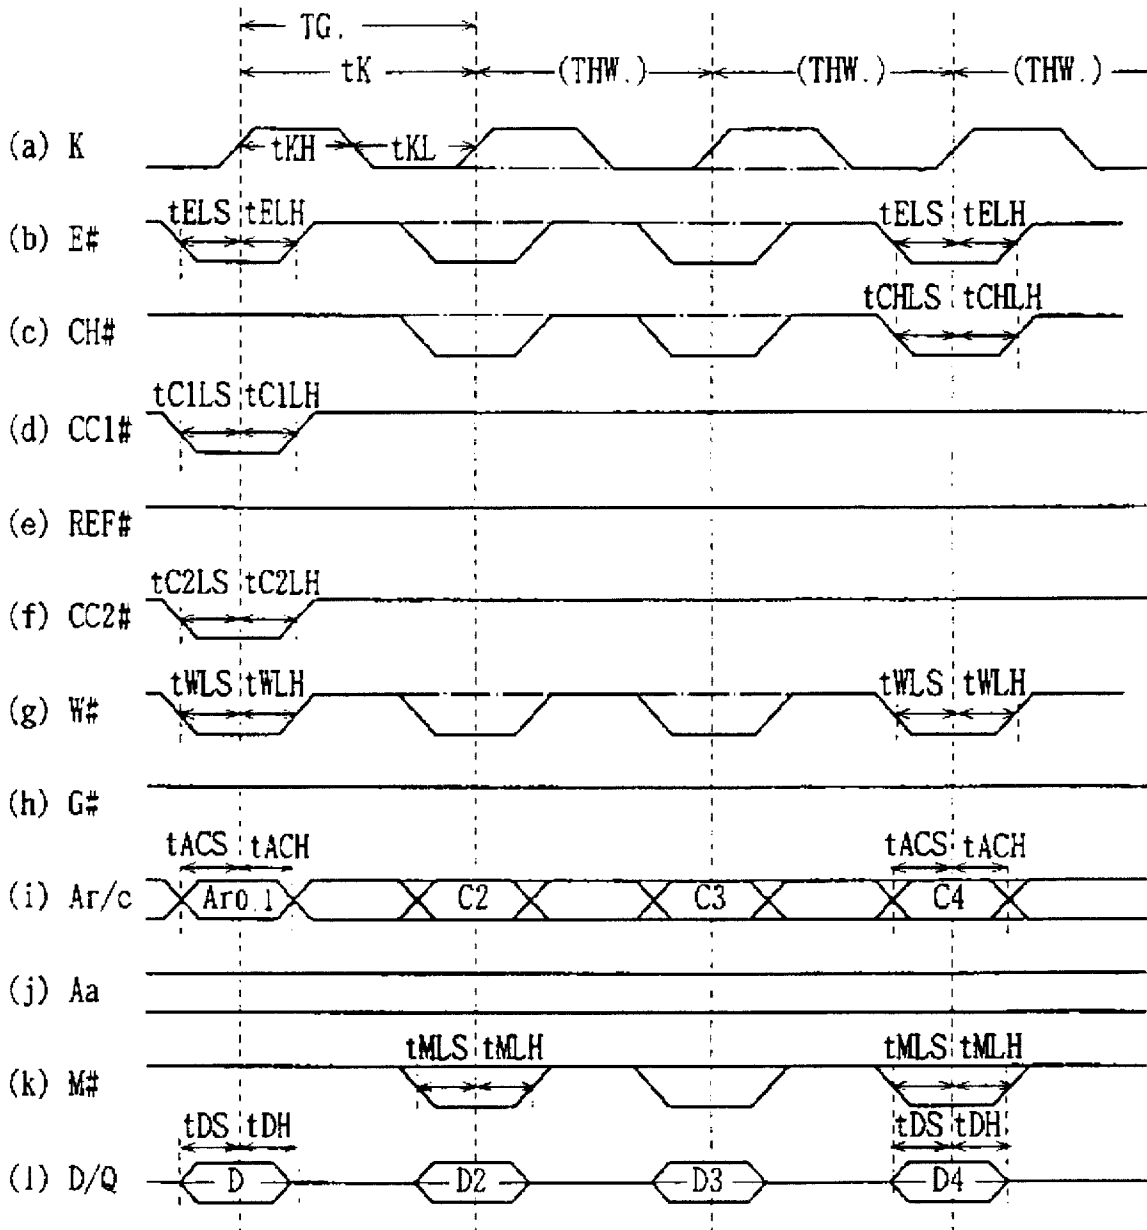 TG.
tK (THW.) (THW.) (THW.)
(a) K tKH tKL
tELS tELH tELS tELH
(b) E#
tCHLS tCHLH
(c) CH#
tC1LS tC1LH
(d) CC1#
(e) REF#
tC2LS tC2LH
(f) CC2#
tWLS tWLH tWLS tWLH
(g) W#
(h) G#
tACS tACH tACS tACH
(i) Ar/c Aro.1 C2 C3 C4
(j) Aa
tMLS tMLH tMLS tMLH
(k) M#
tDS tDH tDS tDH
(l) D/Q D D2 D3 D4